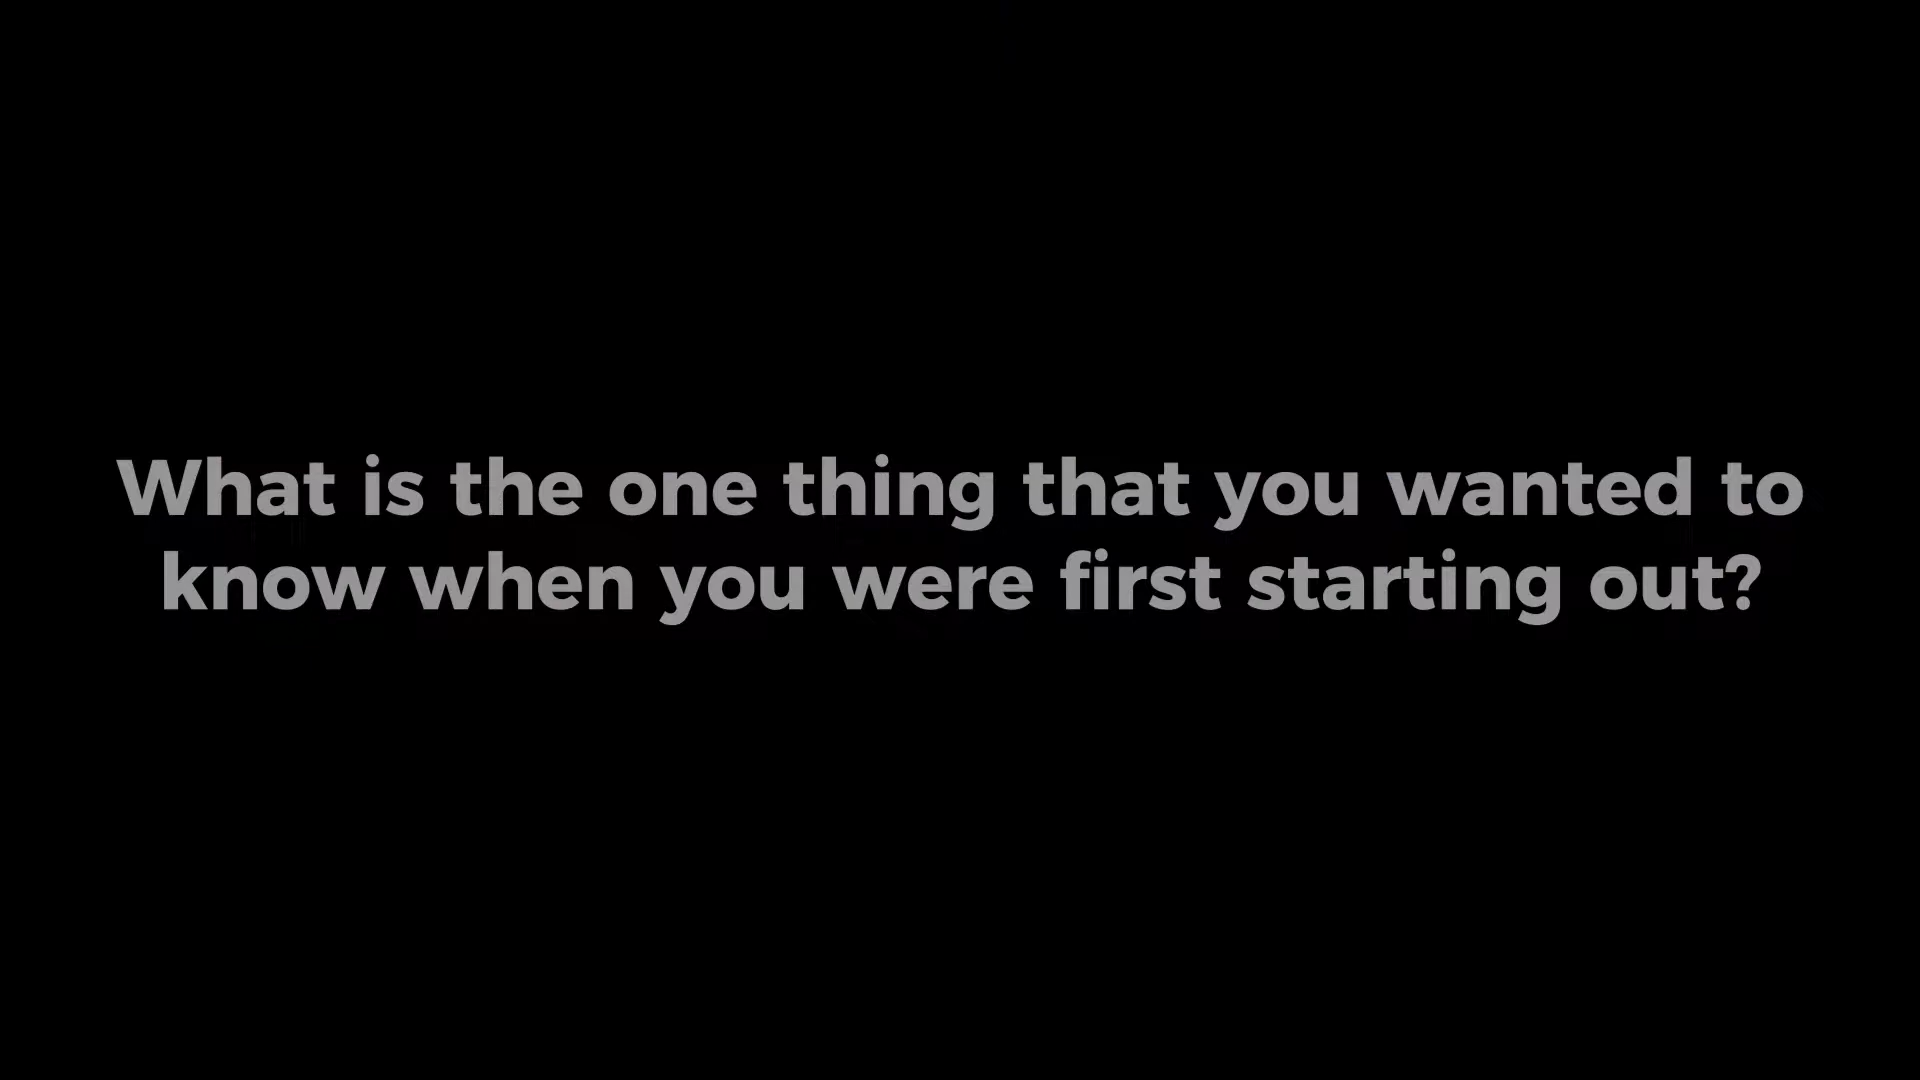 What is the one thing that you wanted to
know when you were first starting out?